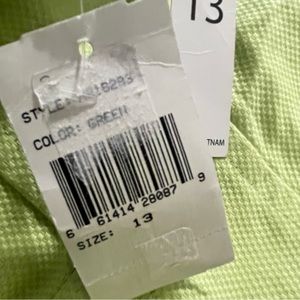 13
STYLE:
COLOR: GREEN
6 61414 28087 9
SIZE: 13
TNAM